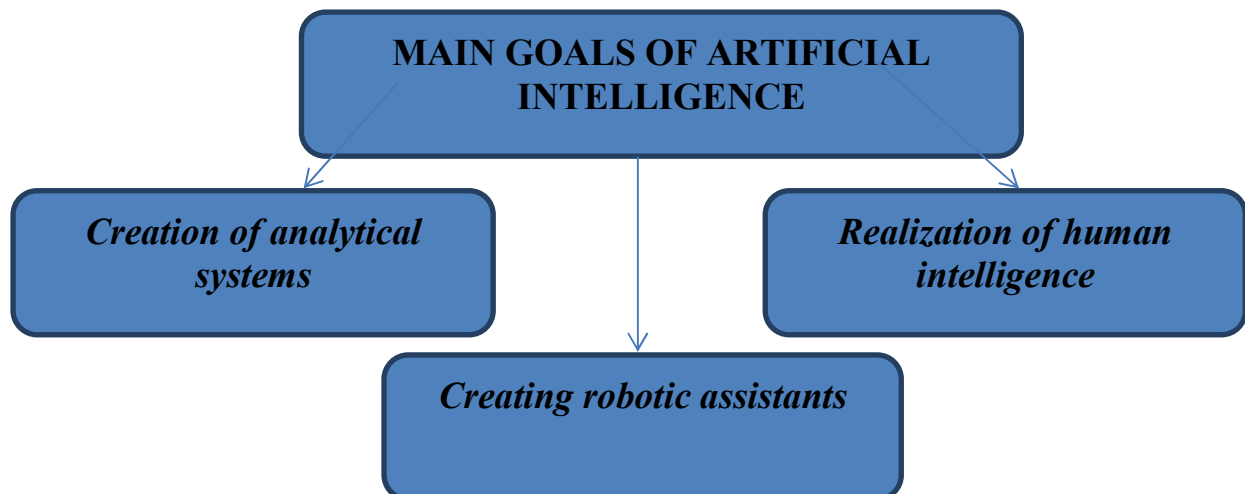 MAIN GOALS OF ARTIFICIAL
INTELLIGENCE
Creation of analytical
systems
Realization of human
intelligence
Creating robotic assistants